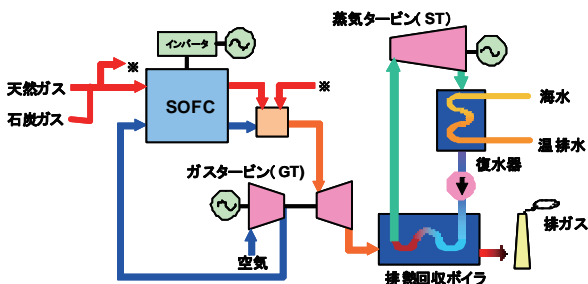 インバータ
蒸気タービン(ST)
※
天然ガス
※
海水
SOFC
石炭ガス
温排水
復水器
ガスタービン(GT)
排ガス
空気
排熱回収ボイラ